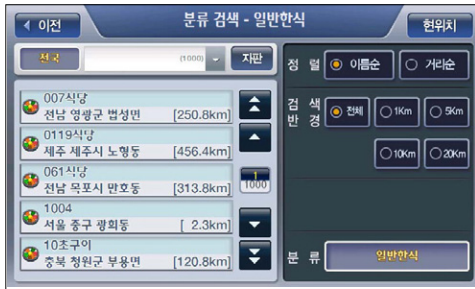 이전
분류 검색 - 일반한식
현위치
전국
(1000)
자판
007식당
전남 영광군 법성면 [250.8km]
0119식당
제주 제주시 노형동 [456.4km]
061식당
전남 목포시 만호동 [313.8km]
1004
서울 중구 광희동 [ 2.3km]
10초구이
충북 청원군 부용면 [120.8km]
1
1000
정 렬 이름순 거리순
검 색
반 경
전체 1Km 5Km
10Km 20Km
분 류 일반한식